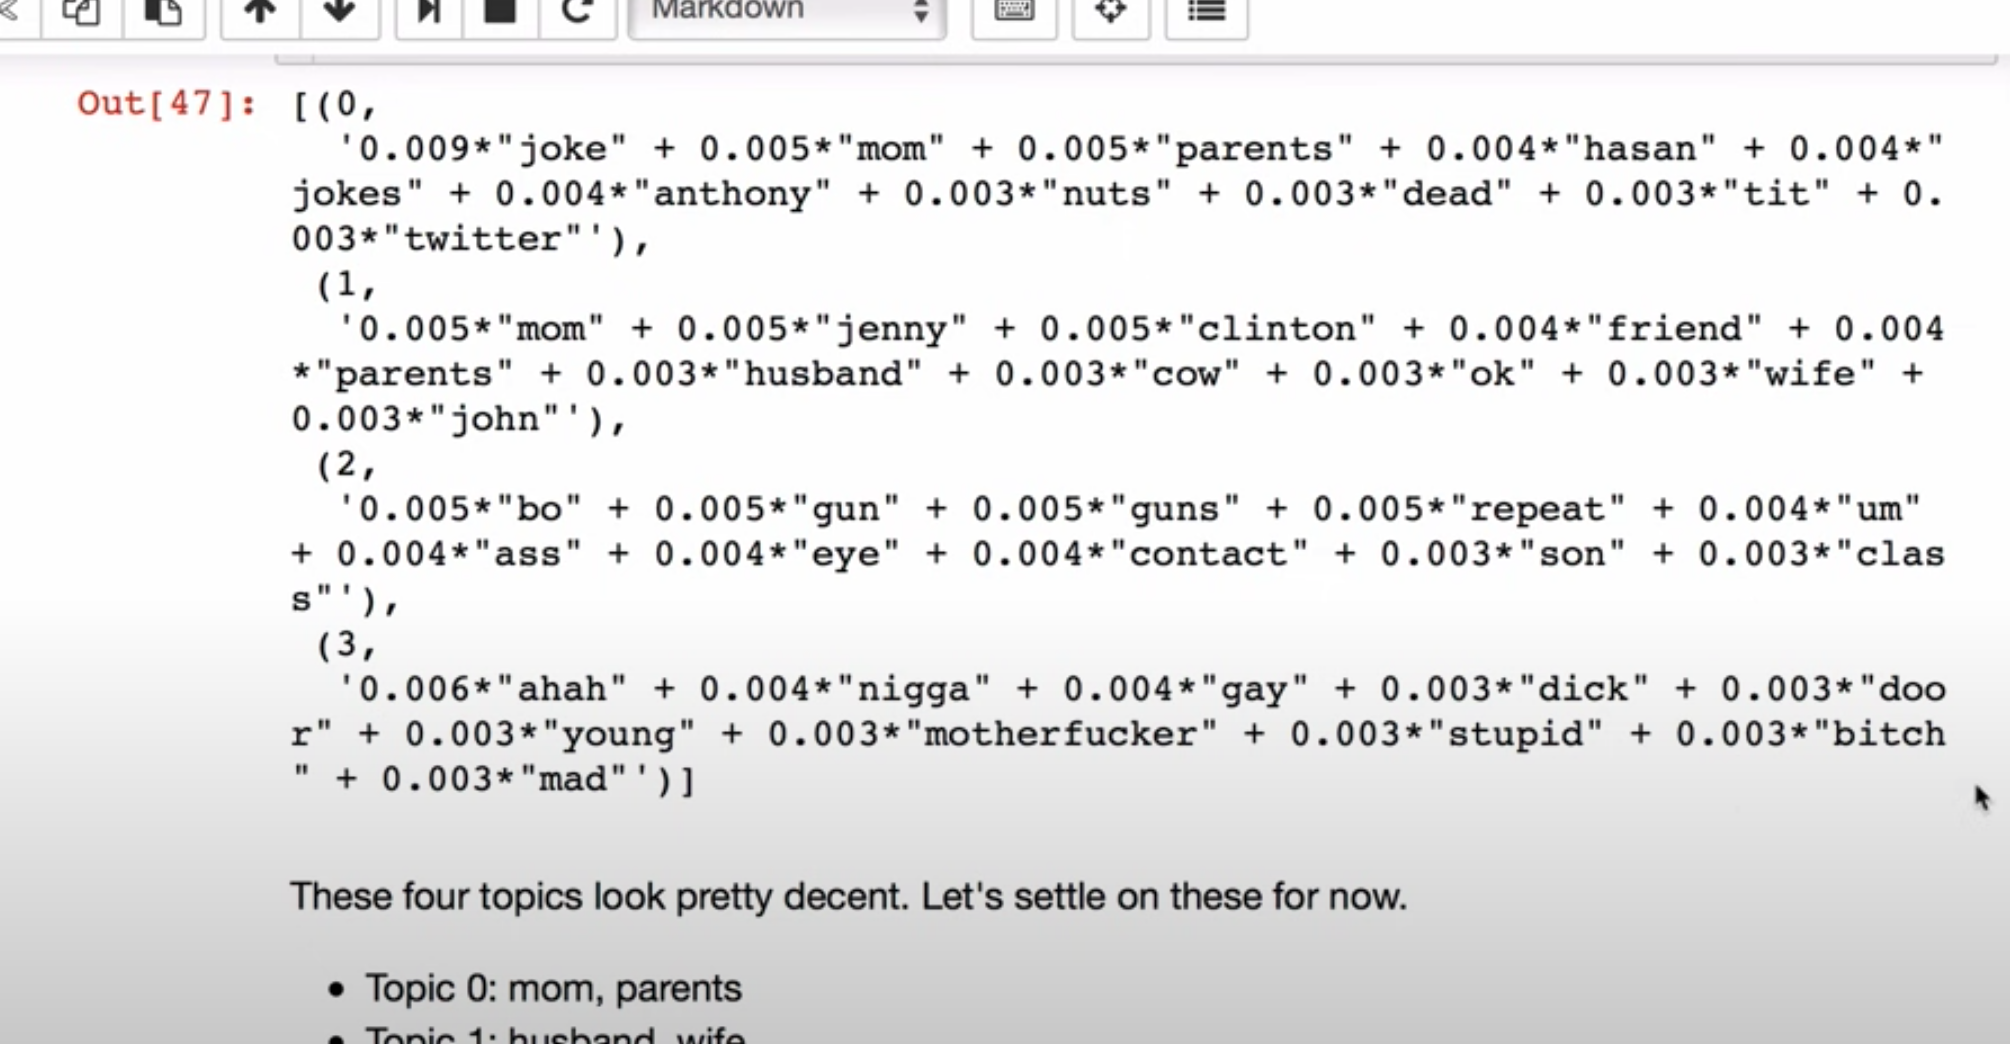 Markdown
Out[47]: [(0,
'0.009*"joke" + 0.005*"mom" + 0.005*"parents" + 0.004*"hasan" + 0.004*"
jokes" + 0.004*"anthony" + 0.003*"nuts" + 0.003*"dead" + 0.003*"tit" + 0.
003*"twitter"'),
(1,
'0.005*"mom" + 0.005*"jenny" + 0.005*"clinton" + 0.004*"friend" + 0.004
*"parents" + 0.003*"husband" + 0.003*"cow" + 0.003*"ok" + 0.003*"wife" +
0.003*"john"'),
(2,
'0.005*"bo" + 0.005*"gun" + 0.005*"guns" + 0.005*"repeat" + 0.004*"um"
+ 0.004*"ass" + 0.004*"eye" + 0.004*"contact" + 0.003*"son" + 0.003*"clas
s"'),
(3,
'0.006*"ahah" + 0.004*"nigga" + 0.004*"gay" + 0.003*"dick" + 0.003*"doo
r" + 0.003*"young" + 0.003*"motherfucker" + 0.003*"stupid" + 0.003*"bitch
" + 0.003*"mad"')]
These four topics look pretty decent. Let's settle on these for now.
• Topic 0: mom, parents
• Topic 1: husband, wife